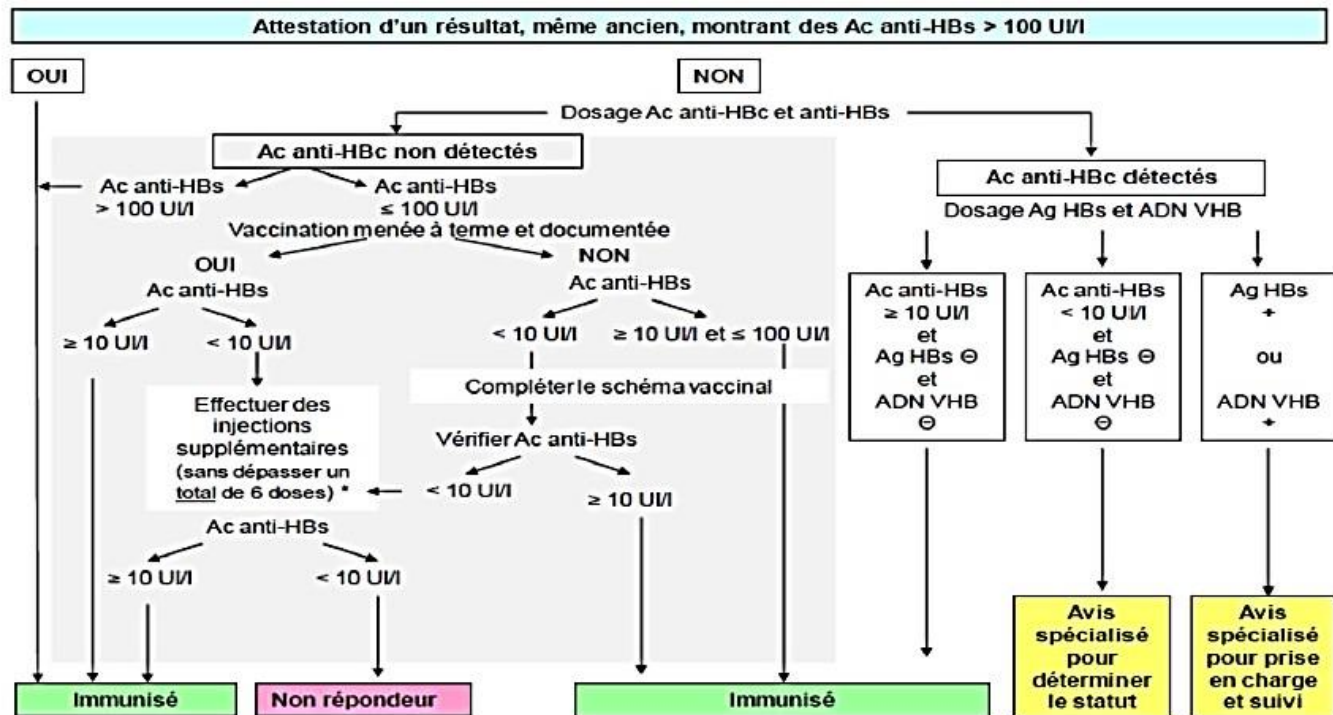 Attestation d'un résultat, même ancien, montrant des Ac anti-HBs > 100 UI/l
OUI
NON
Dosage Ac anti-HBc et anti-HBs
Ac anti-HBc non détectés
Ac anti-HBs
> 100 UI/l
Ac anti-HBs
≤ 100 UI/l
Vaccination menée à terme et documentée
OUI
Ac anti-HBs
≥ 10 UI/l
< 10 UI/l
Effectuer des
injections
supplémentaires
(sans dépasser un
total de 6 doses) *
Ac anti-HBs
≥ 10 UI/l
< 10 UI/l
NON
Ac anti-HBs
< 10 UI/l
≥ 10 UI/l et ≤ 100 UI/l
Compléter le schéma vaccinal
Vérifier Ac anti-HBs
< 10 UI/l
≥ 10 UI/l
Ac anti-HBc détectés
Dosage Ag HBs et ADN VHB
Ac anti-HBs
≥ 10 UI/l
et
Ag HBs ⊖
et
ADN VHB
⊖
Ac anti-HBs
< 10 UI/l
et
Ag HBs ⊖
et
ADN VHB
⊖
Ag HBs
+
ou
ADN VHB
+
Immunisé
Non répondeur
Immunisé
Avis
spécialisé
pour
déterminer
le statut
Avis
spécialisé
pour prise
en charge
et suivi